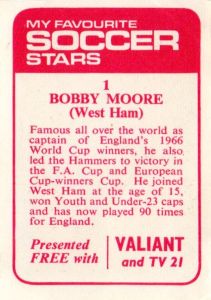 MY FAVOURITE
SOCCER
STARS
1
BOBBY MOORE
(West Ham)
Famous all over the world as
captain of England's 1966
World Cup winners, he also
led the Hammers to victory in
the F.A. Cup and European
Cup-winners Cup. He joined
West Ham at the age of 15,
won Youth and Under-23 caps
and has now played 90 times
for England.
Presented
FREE with
VALIANT
and TV 21